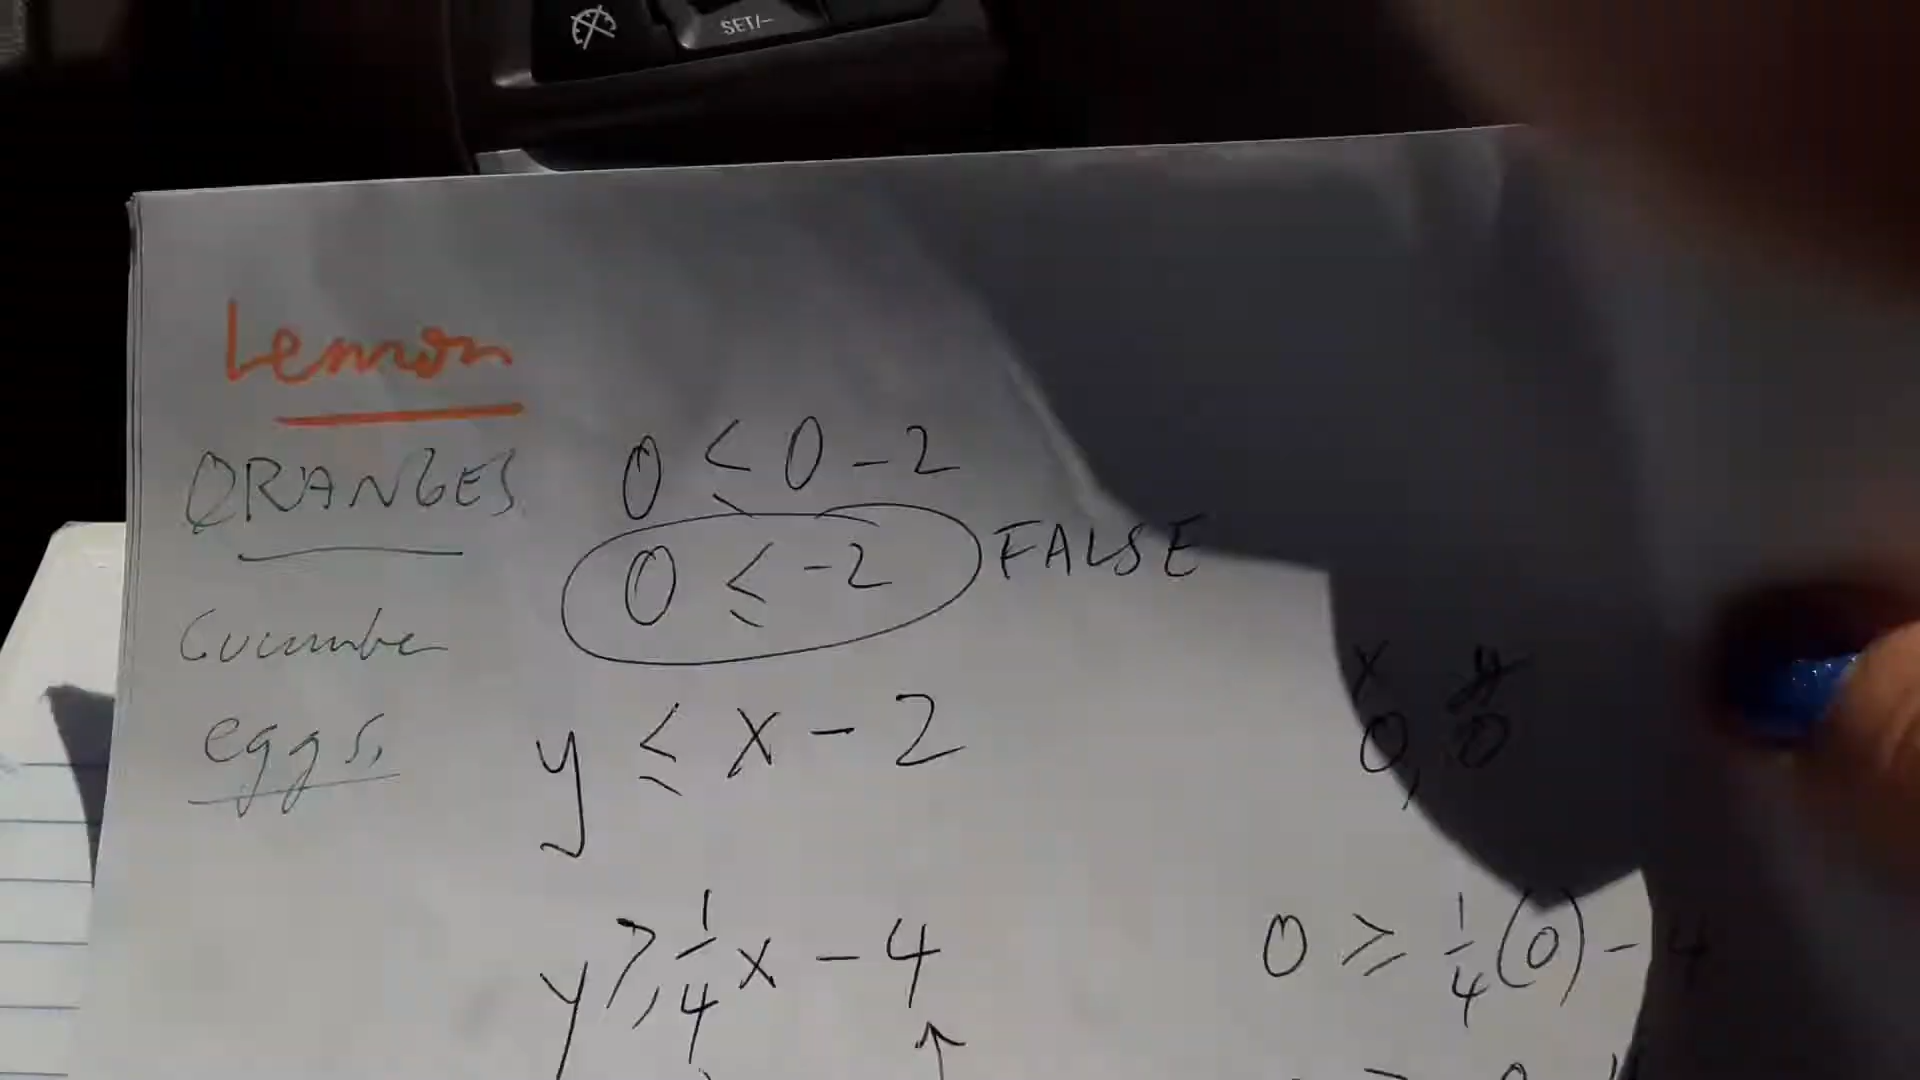 SET/-
Lemon
ORANGES
Cucumbe
eggs,
0 ≤ 0 - 2
0 ≤ -2 FALSE
y ≤ x - 2
x y
0, 0
y ≥ 1/4 x - 4
0 ≥ 1/4 (0) - 4